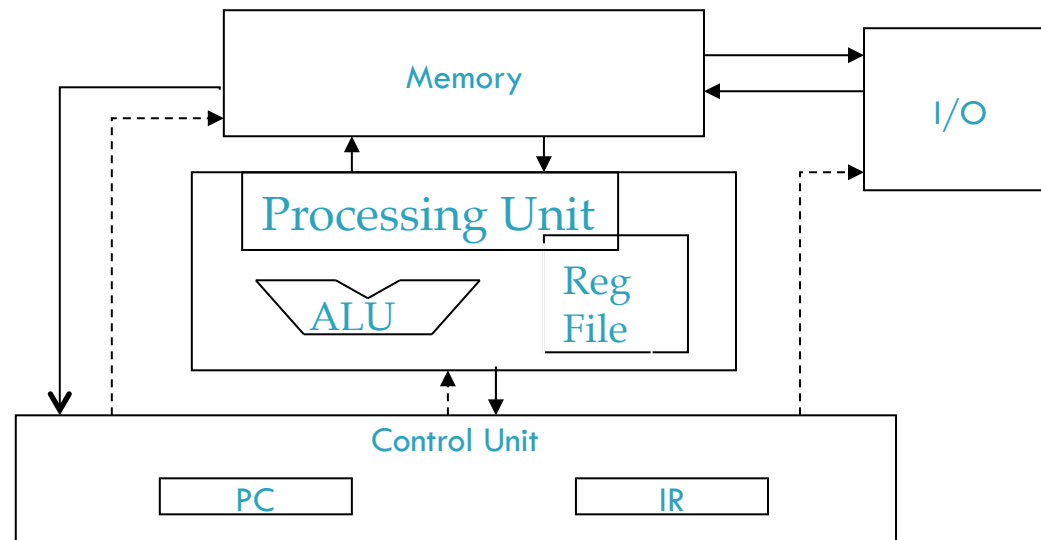 Memory
I/O
Processing Unit
ALU
Reg
File
Control Unit
PC
IR